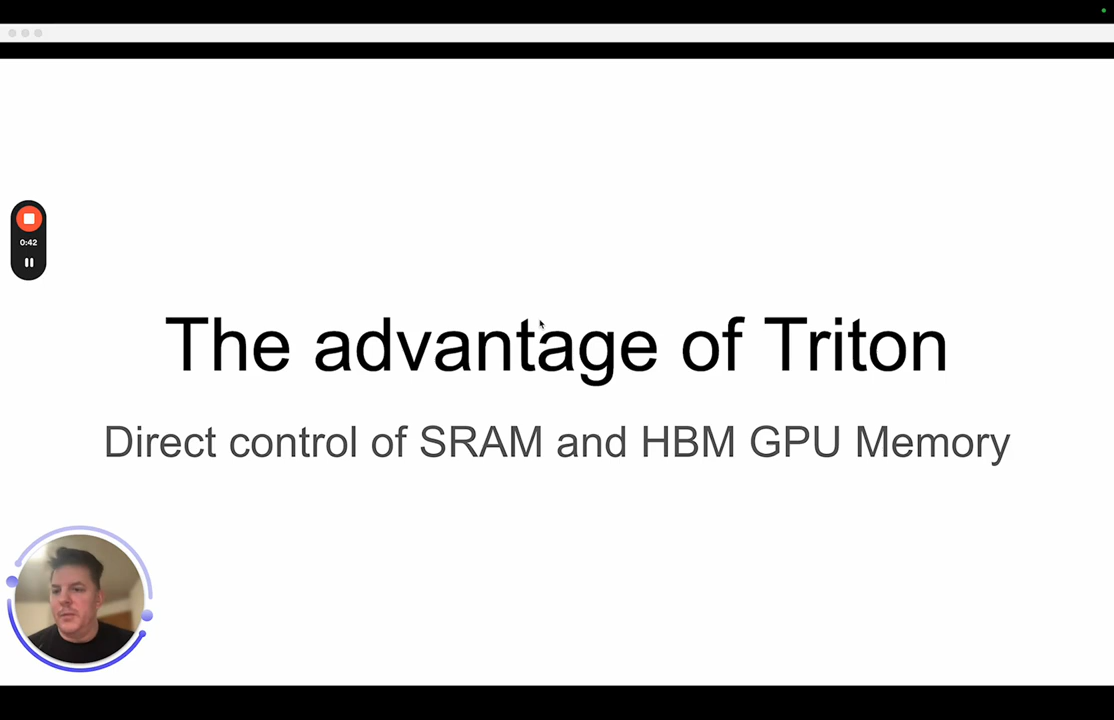 0:42
The advantage of Triton
Direct control of SRAM and HBM GPU Memory